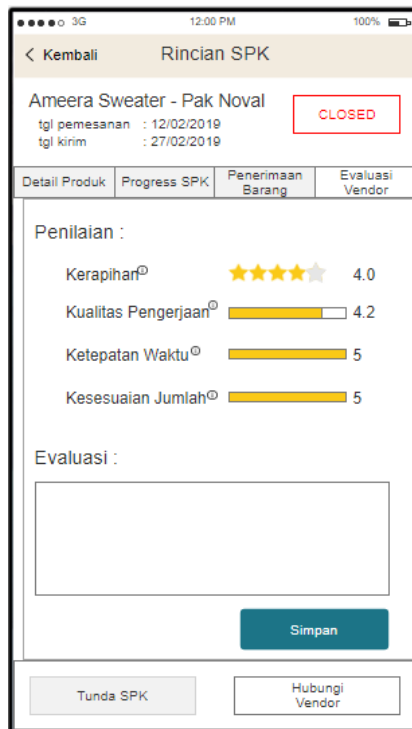 3G 12:00 PM 100%
Kembali Rincian SPK
Ameera Sweater - Pak Noval
CLOSED
tgl pemesanan : 12/02/2019
tgl kirim : 27/02/2019
Detail Produk Progress SPK Penerimaan Barang Evaluasi Vendor
Penilaian :
Kerapihan 4.0
Kualitas Pengerjaan 4.2
Ketepatan Waktu 5
Kesesuaian Jumlah 5
Evaluasi :
Simpan
Tunda SPK Hubungi Vendor